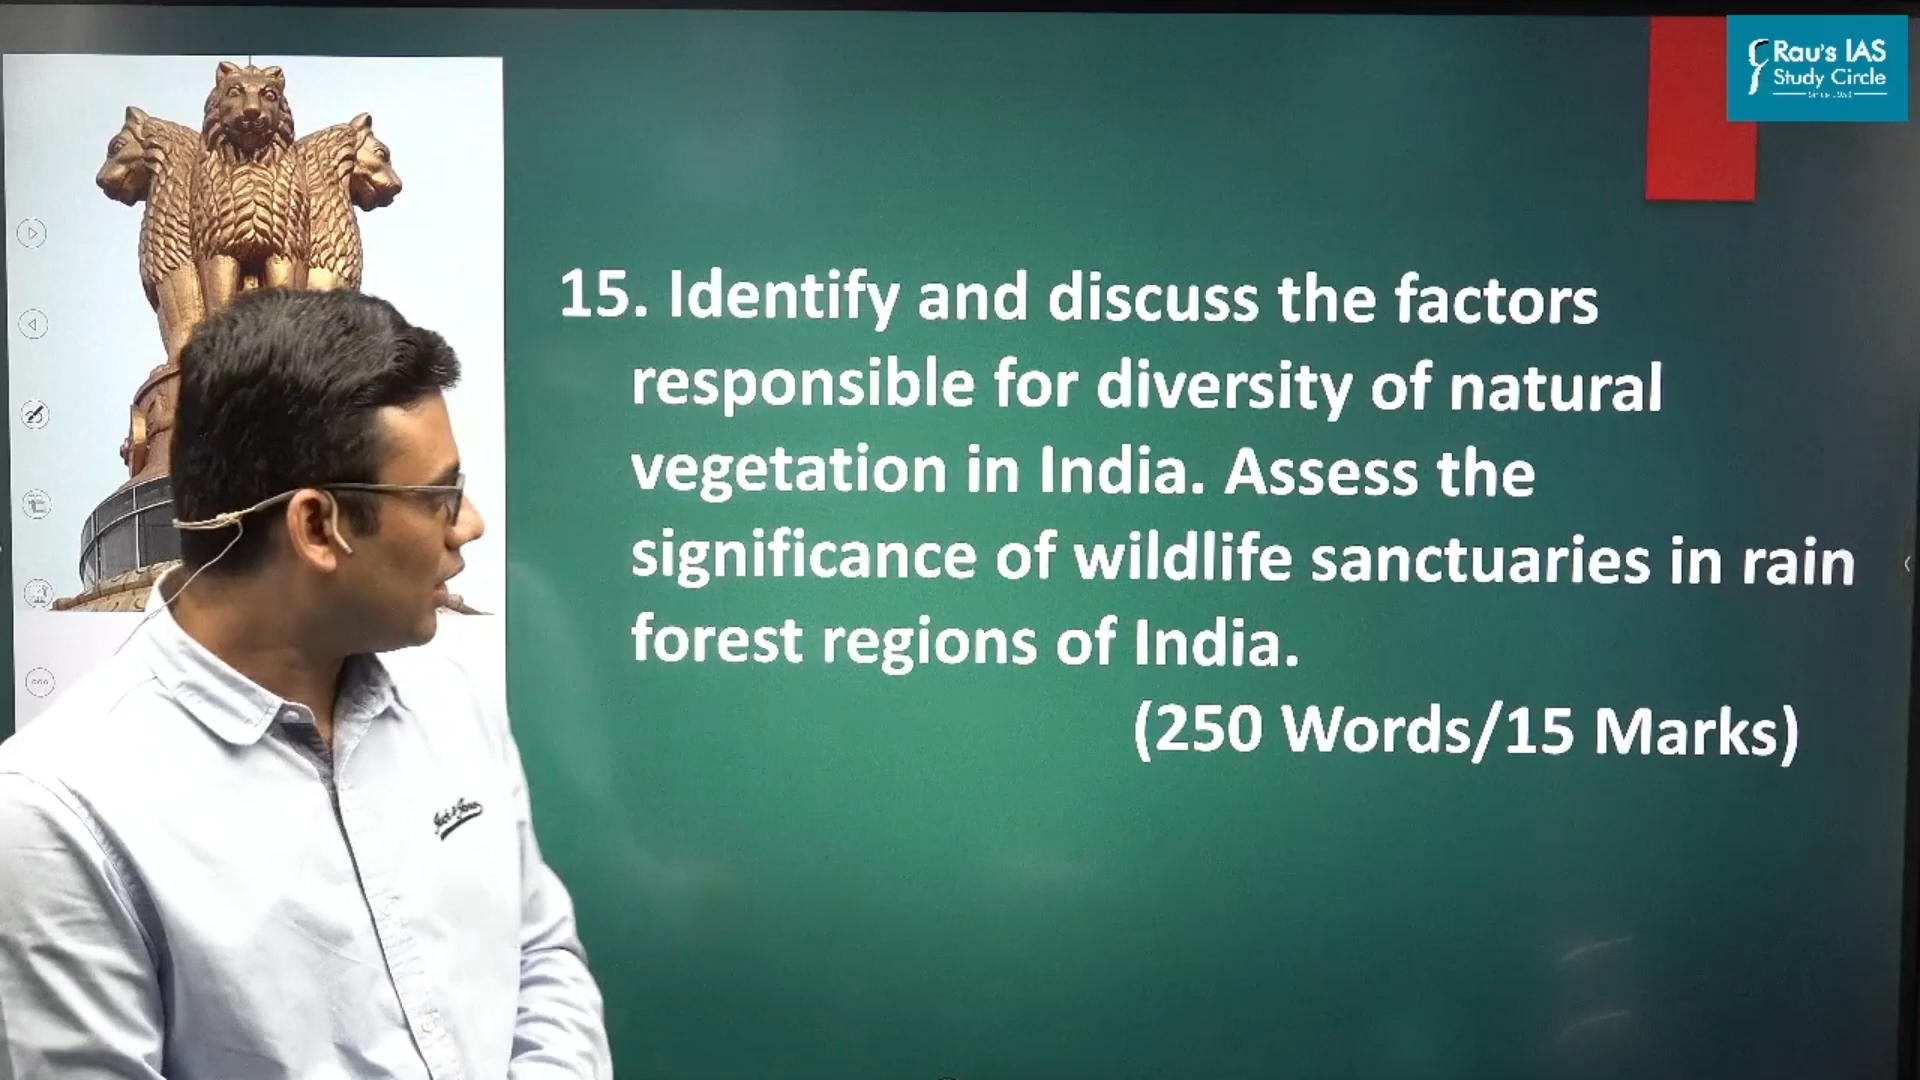 Rau's IAS
Study Circle
15. Identify and discuss the factors
responsible for diversity of natural
vegetation in India. Assess the
significance of wildlife sanctuaries in rain
forest regions of India.
(250 Words/15 Marks)